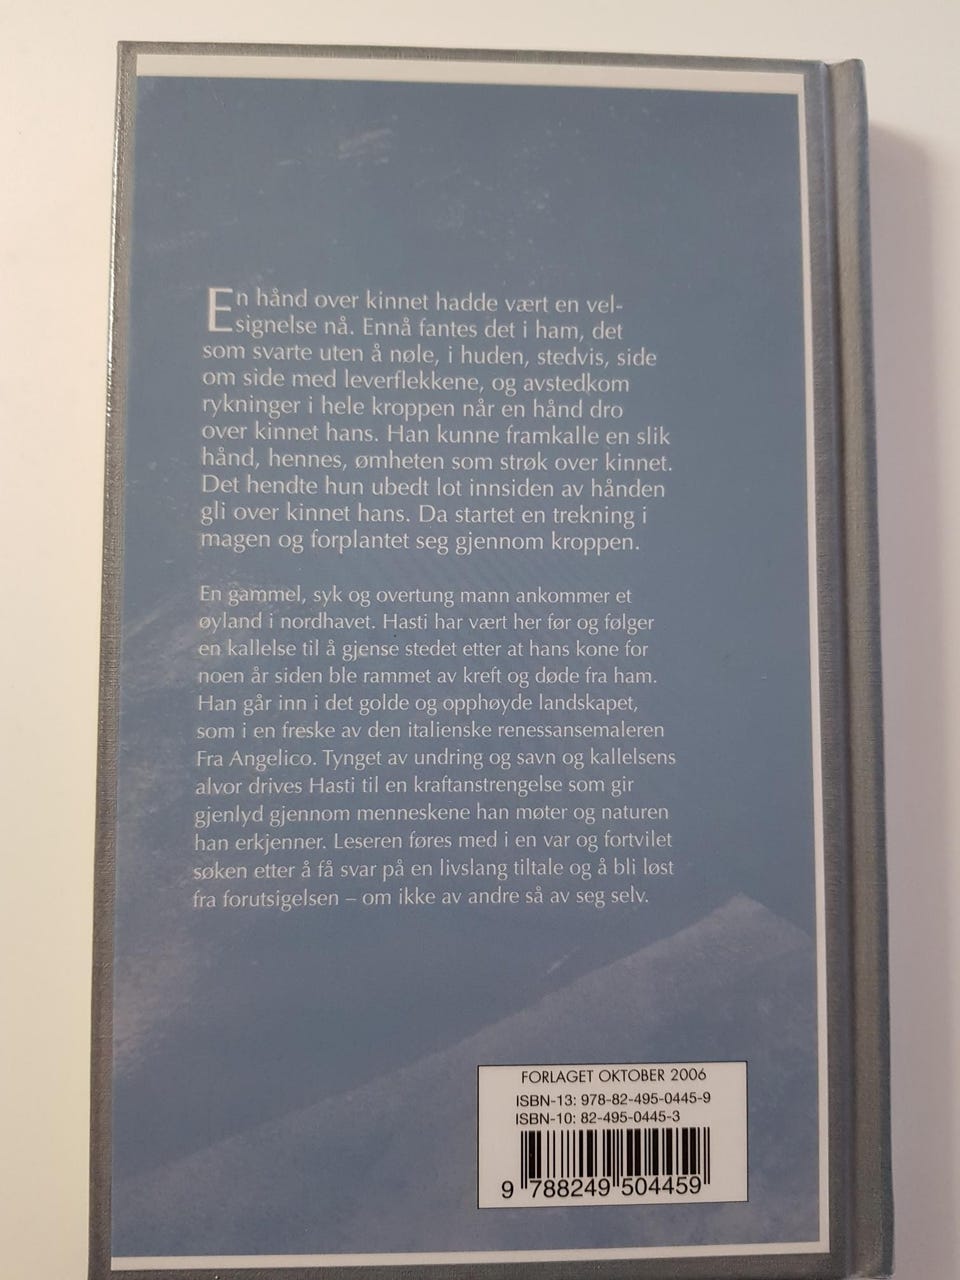 En hånd over kinnet hadde vært en vel-
signelse nå. Ennå fantes det i ham, det
som svarte uten å nøle, i huden, stedvis, side
om side med leverflekkene, og avstedkom
rykninger i hele kroppen når en hånd dro
over kinnet hans. Han kunne framkalle en slik
hånd, hennes, ømheten som strøk over kinnet.
Det hendte hun ubedt lot innsiden av hånden
gli over kinnet hans. Da startet en trekning i
magen og forplantet seg gjennom kroppen.
En gammel, syk og overtung mann ankommer et
øyland i nordhavet. Hasti har vært her før og følger
en kallelse til å gjense stedet etter at hans kone for
noen år siden ble rammet av kreft og døde fra ham.
Han går inn i det golde og opphøyde landskapet,
som i en freske av den italienske renessansemaleren
Fra Angelico. Tynget av undring og savn og kallelsens
alvor drives Hasti til en kraftanstrengelse som gir
gjenlyd gjennom menneskene han møter og naturen
han erkjenner. Leseren føres med i en var og fortvilet
søken etter å få svar på en livslang tiltale og å bli løst
fra forutsigelsen – om ikke av andre så av seg selv.
FORLAGET OKTOBER 2006
ISBN-13: 978-82-495-0445-9
ISBN-10: 82-495-0445-3
9 788249 504459